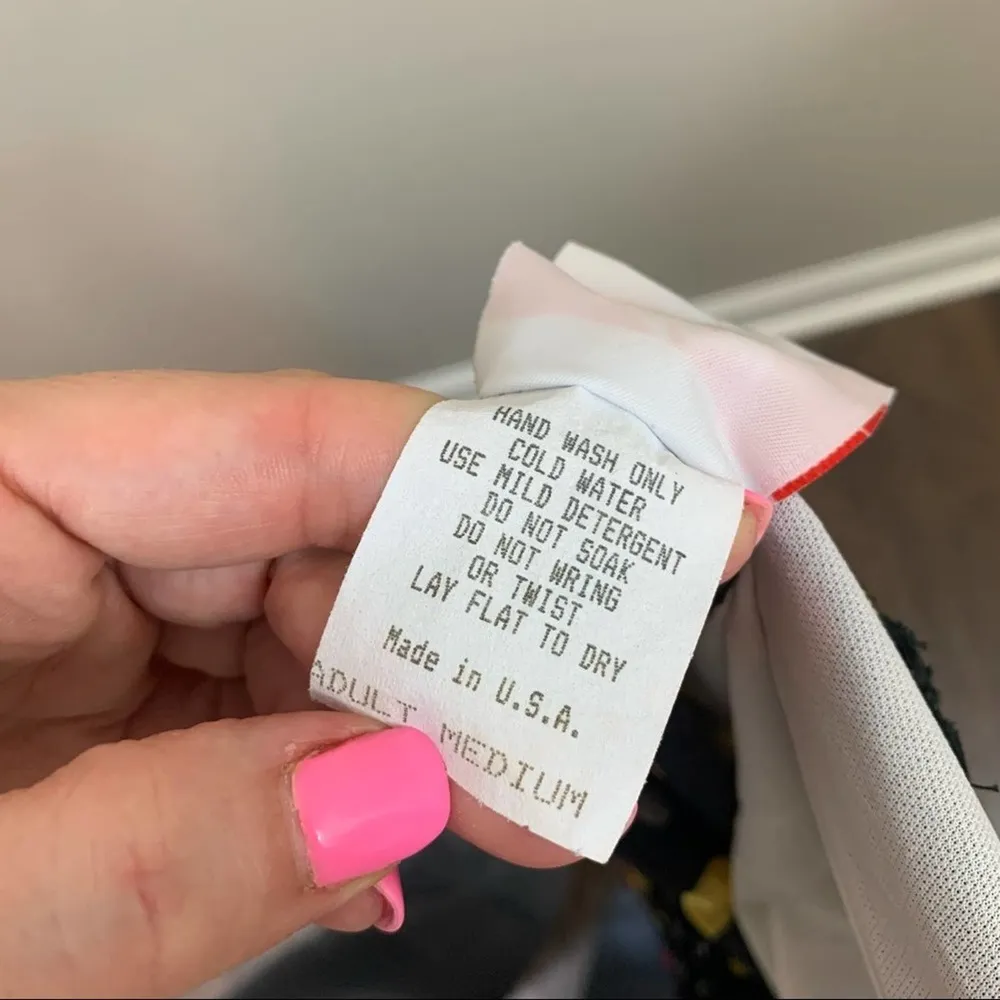 HAND WASH ONLY
COLD WATER
USE MILD DETERGENT
DO NOT SOAK
DO NOT WRING
OR TWIST
LAY FLAT TO DRY
Made in U.S.A.
ADULT MEDIUM